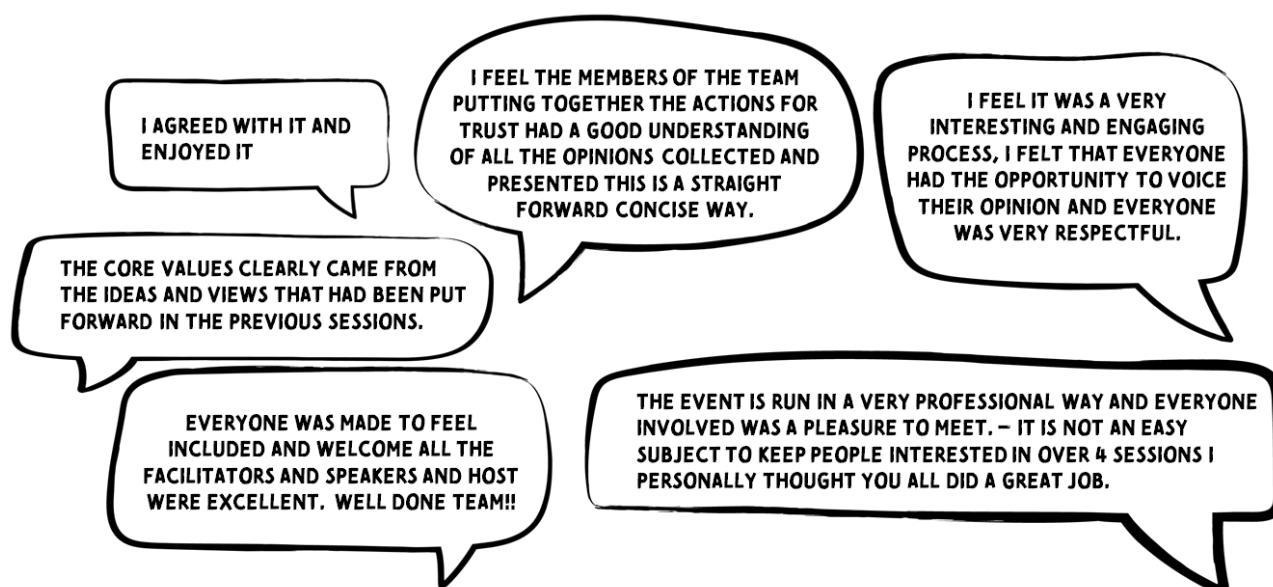 I AGREED WITH IT AND
ENJOYED IT
I FEEL THE MEMBERS OF THE TEAM
PUTTING TOGETHER THE ACTIONS FOR
TRUST HAD A GOOD UNDERSTANDING
OF ALL THE OPINIONS COLLECTED AND
PRESENTED THIS IS A STRAIGHT
FORWARD CONCISE WAY.
I FEEL IT WAS A VERY
INTERESTING AND ENGAGING
PROCESS, I FELT THAT EVERYONE
HAD THE OPPORTUNITY TO VOICE
THEIR OPINION AND EVERYONE
WAS VERY RESPECTFUL.
THE CORE VALUES CLEARLY CAME FROM
THE IDEAS AND VIEWS THAT HAD BEEN PUT
FORWARD IN THE PREVIOUS SESSIONS.
EVERYONE WAS MADE TO FEEL
INCLUDED AND WELCOME ALL THE
FACILITATORS AND SPEAKERS AND HOST
WERE EXCELLENT. WELL DONE TEAM!!
THE EVENT IS RUN IN A VERY PROFESSIONAL WAY AND EVERYONE
INVOLVED WAS A PLEASURE TO MEET. – IT IS NOT AN EASY
SUBJECT TO KEEP PEOPLE INTERESTED IN OVER 4 SESSIONS I
PERSONALLY THOUGHT YOU ALL DID A GREAT JOB.